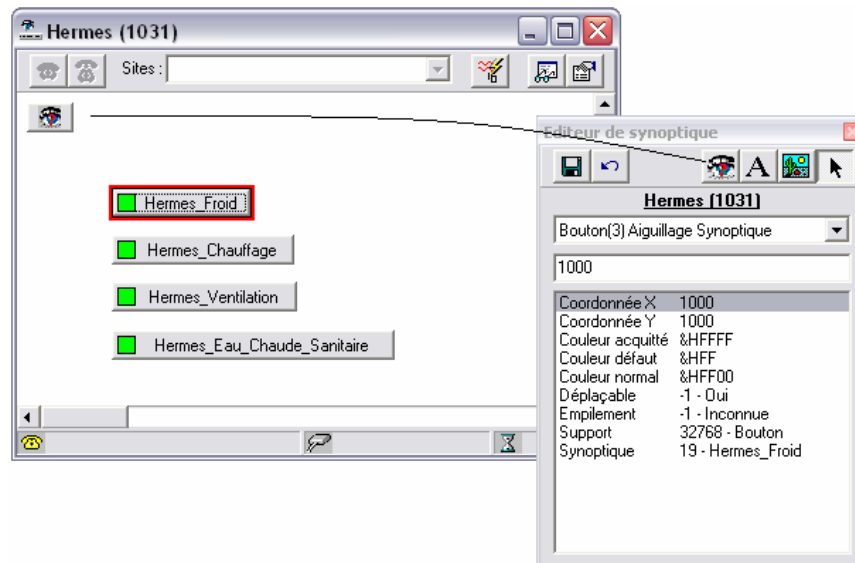 Hermes (1031)
Sites :
Editeur de synoptique
A
Hermes (1031)
Bouton(3) Aiguillage Synoptique
1000
Hermes_Froid
Hermes_Chauffage
Hermes_Ventilation
Hermes_Eau_Chaude_Sanitaire
Coordonnée X 1000
Coordonnée Y 1000
Couleur acquitté &HFFFF
Couleur défaut &HFF
Couleur normal &HFF00
Déplaçable -1 - Oui
Empilement -1 - Inconnue
Support 32768 - Bouton
Synoptique 19 - Hermes_Froid